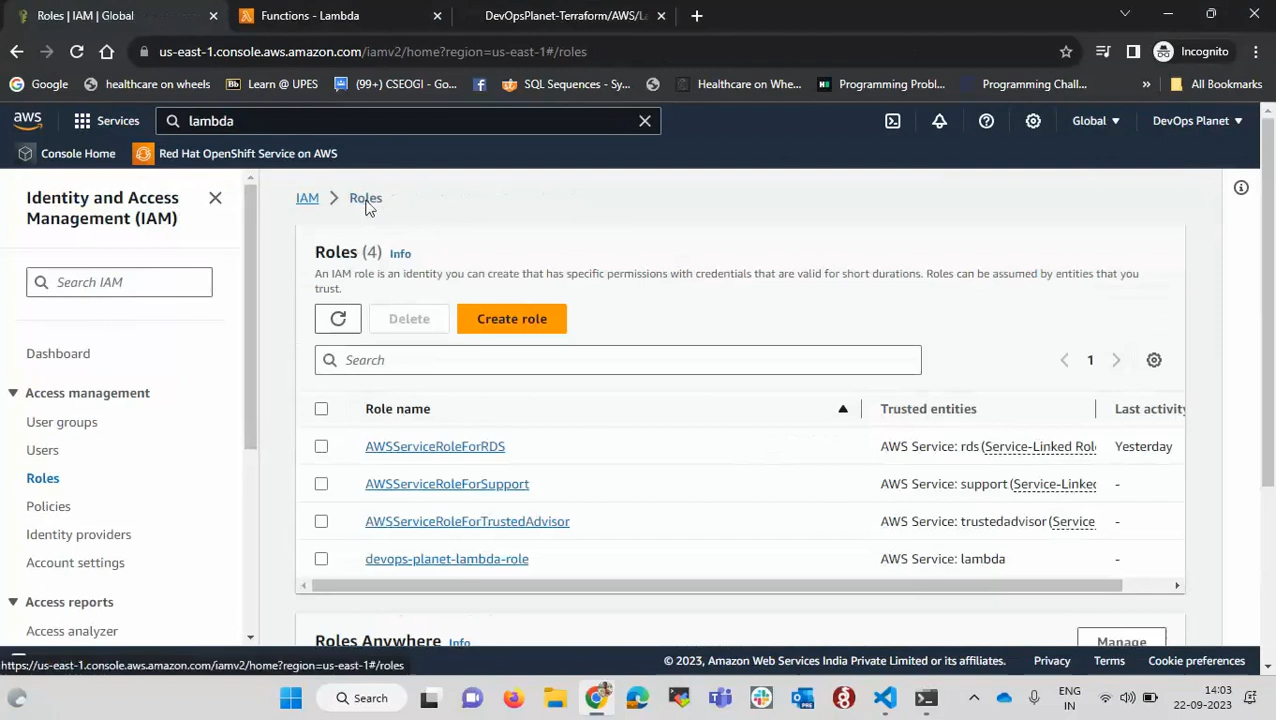 Roles | IAM | Global
Functions - Lambda
DevOpsPlanet-Terraform/AWS/La
us-east-1.console.aws.amazon.com/iamv2/home?region=us-east-1#/roles
Incognito
Google
healthcare on wheels
Bb Learn @ UPES
(99+) CSEOGI - Go...
SQL Sequences - Sy...
Healthcare on Whee...
Programming Probl...
Programming Chall...
»
All Bookmarks
aws
Services
lambda
Global
DevOps Planet
Console Home
Red Hat OpenShift Service on AWS
Identity and Access
Management (IAM)
Search IAM
Dashboard
Access management
User groups
Users
Roles
Policies
Identity providers
Account settings
Access reports
Access analyzer
IAM > Roles
Roles (4) Info
An IAM role is an identity you can create that has specific permissions with credentials that are valid for short durations. Roles can be assumed by entities that you
trust.
Delete
Create role
Search
1
Role name
Trusted entities
Last activity
AWSServiceRoleForRDS
AWS Service: rds (Service-Linked Role
Yesterday
AWSServiceRoleForSupport
AWS Service: support (Service-Linked
-
AWSServiceRoleForTrustedAdvisor
AWS Service: trustedadvisor (Service
-
devops-planet-lambda-role
AWS Service: lambda
-
Roles Anywhere Info
Manage
https://us-east-1.console.aws.amazon.com/iamv2/home?region=us-east-1#/roles
© 2023, Amazon Web Services India Private Limited or its affiliates.
Privacy
Terms
Cookie preferences
Search
ENG
IN
14:03
22-09-2023